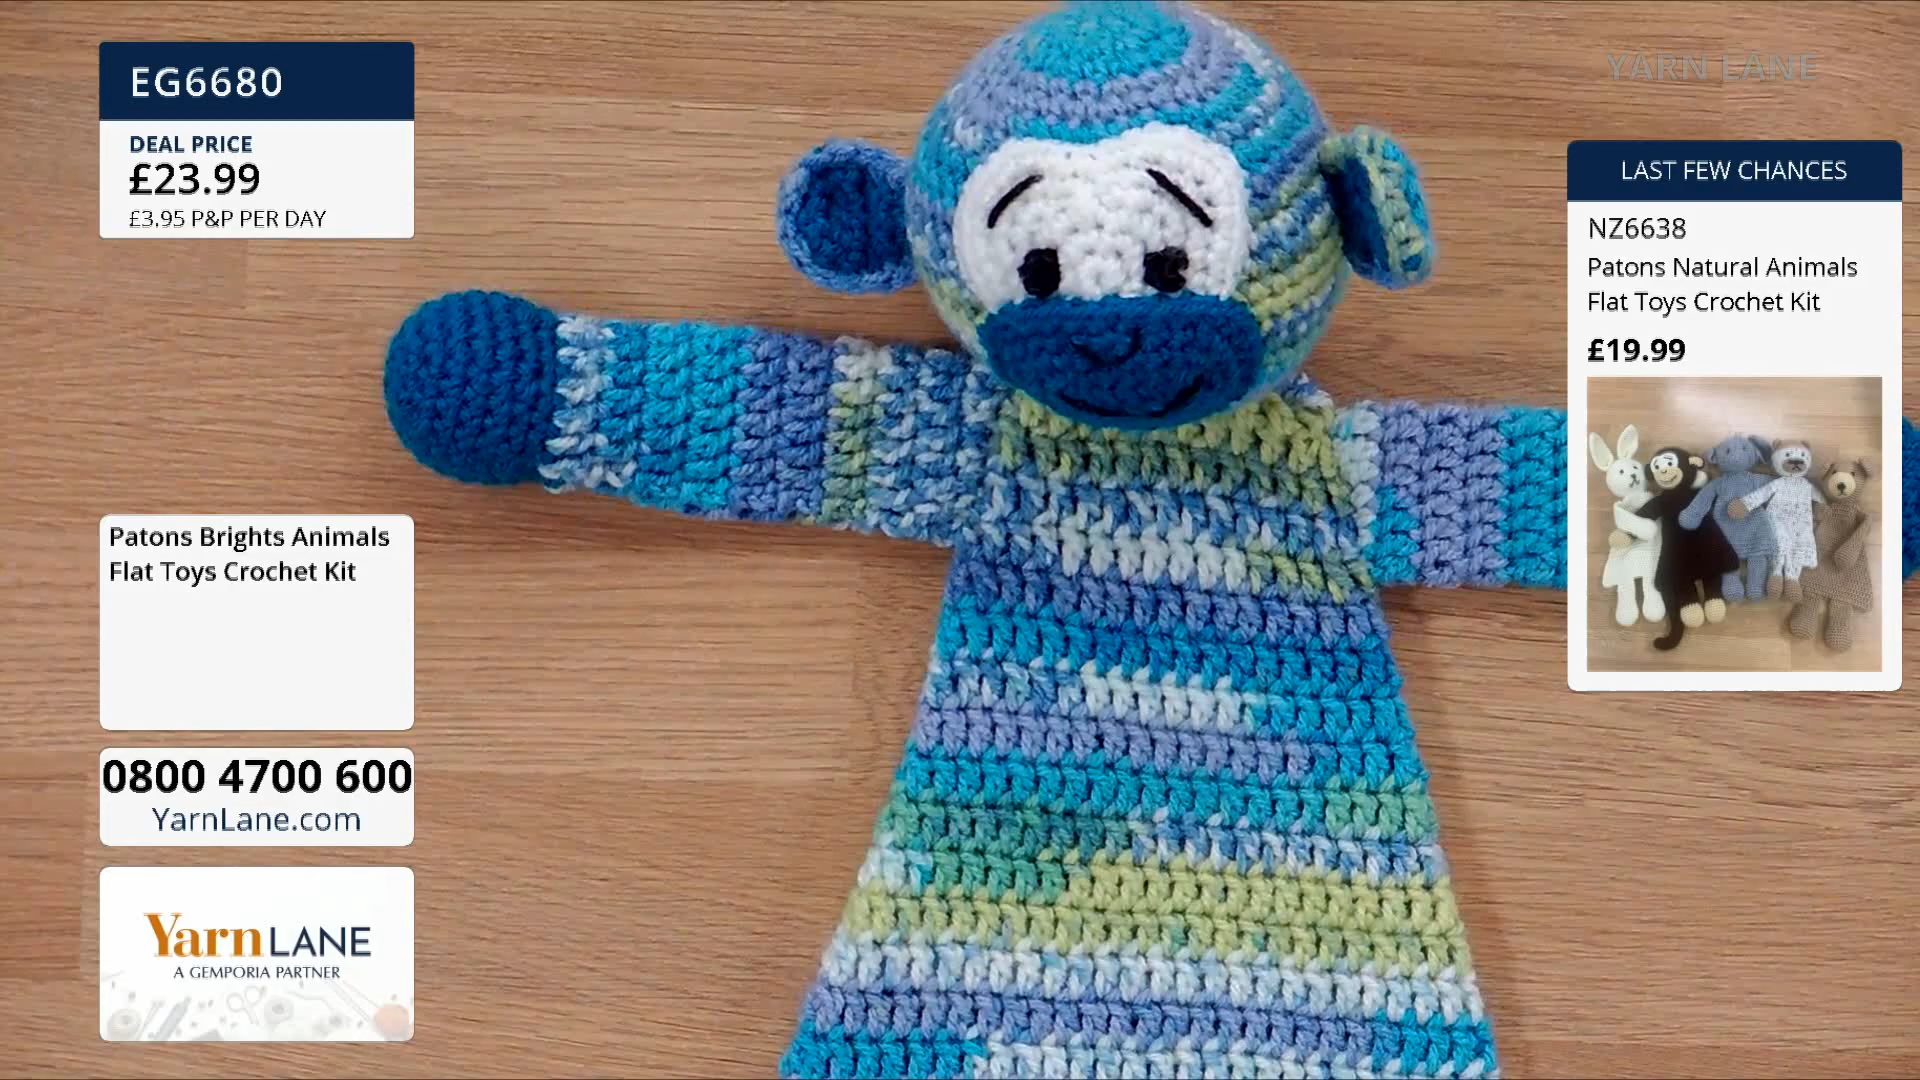 EG6680
DEAL PRICE
£23.99
£3.95 P&P PER DAY
Patons Brights Animals
Flat Toys Crochet Kit
0800 4700 600
YarnLane.com
Yarn LANE
A GEMPORIA PARTNER
YARN LANE
LAST FEW CHANCES
NZ6638
Patons Natural Animals
Flat Toys Crochet Kit
£19.99